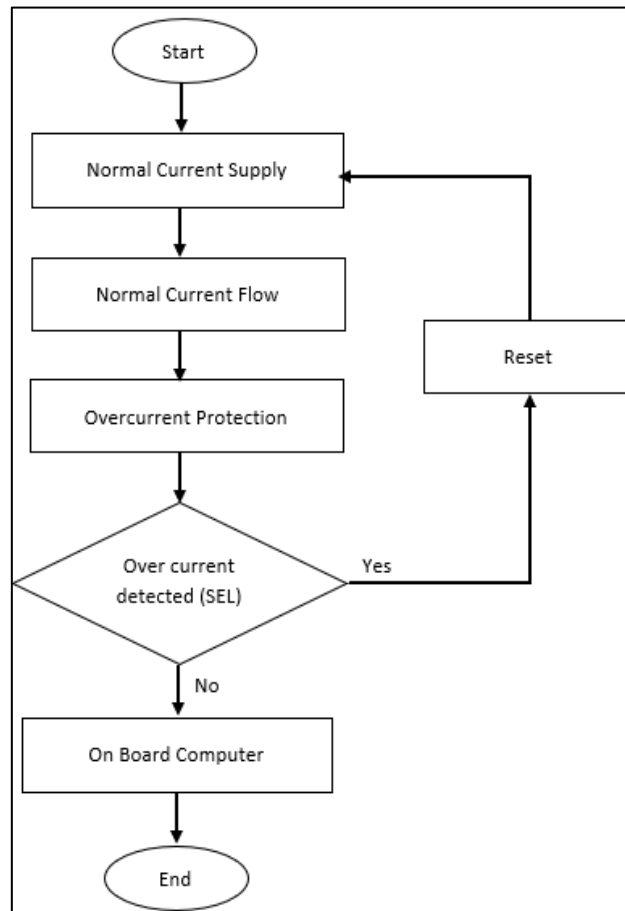 Start
Normal Current Supply
Normal Current Flow
Reset
Overcurrent Protection
Over current
detected (SEL)
Yes
No
On Board Computer
End